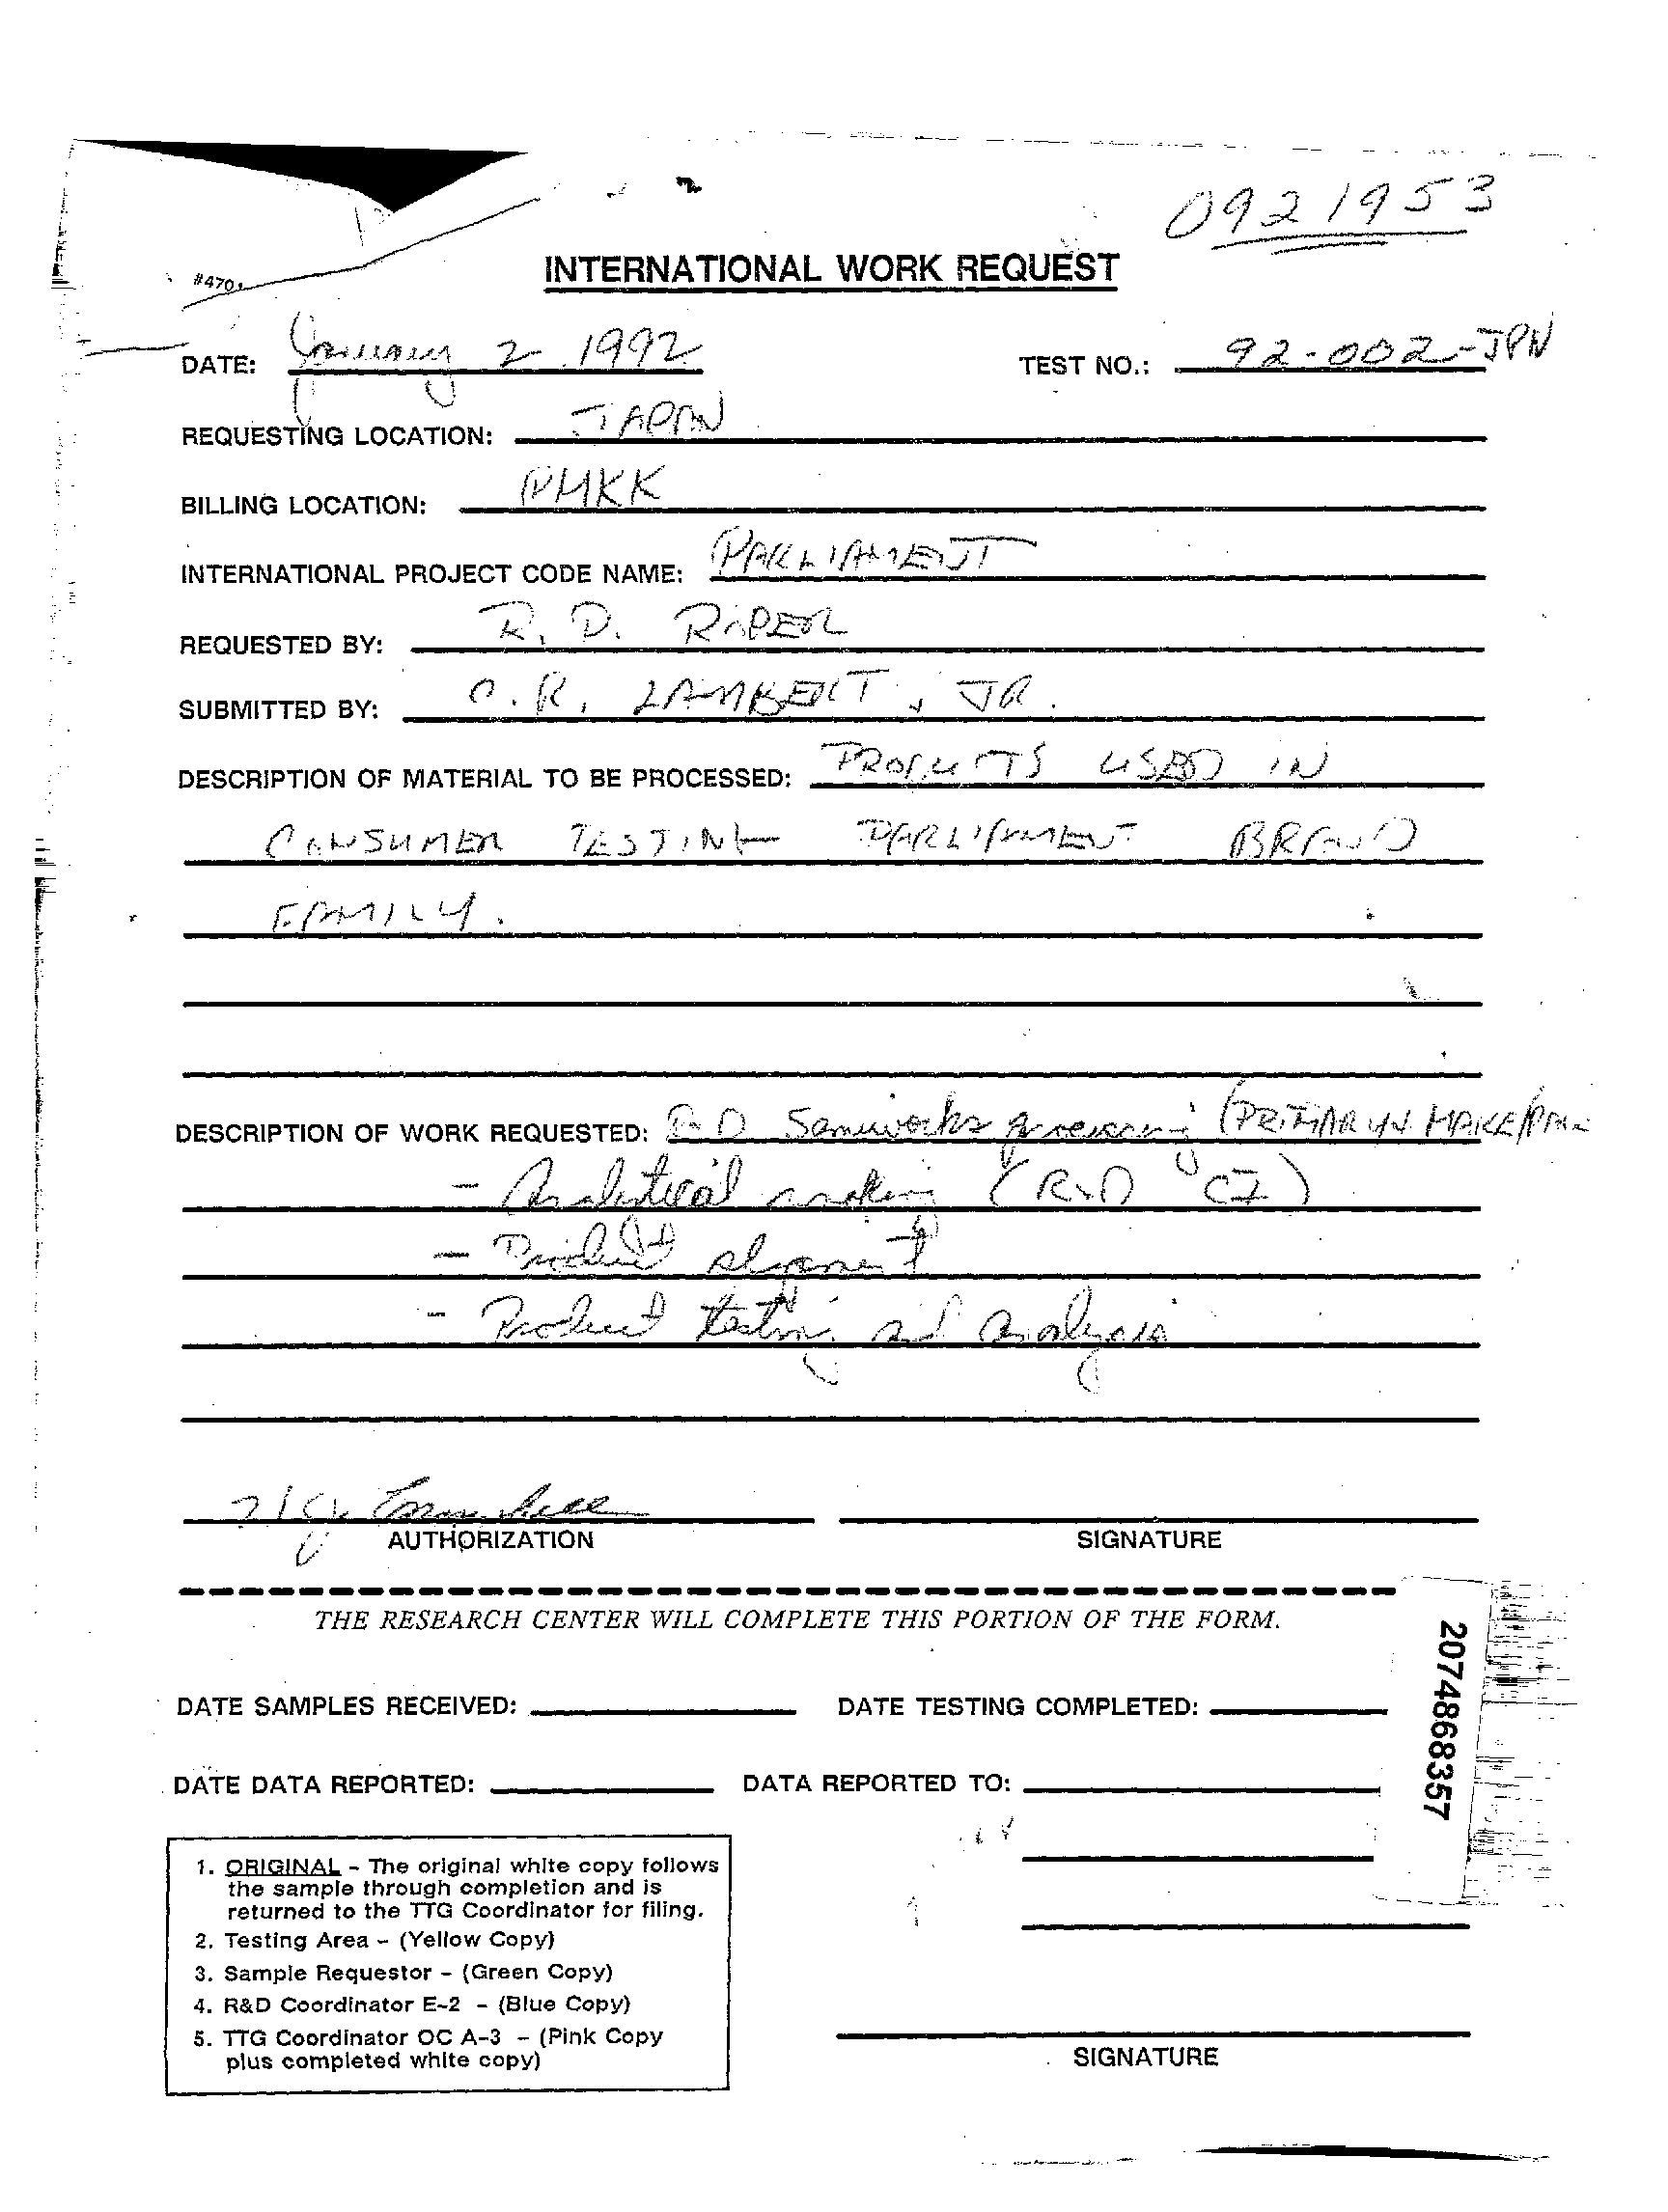 0921953
INTERNATIONAL WORK REQUEST
#470
DATE: January 2 1992 TEST NO.: 92-002-JPN
REQUESTING LOCATION: JAPAN
BILLING LOCATION: PMKK
INTERNATIONAL PROJECT CODE NAME: PARLIAMENT
REQUESTED BY: R. D. RIPER
SUBMITTED BY: C. R. LAMBERT, JR.
DESCRIPTION OF MATERIAL TO BE PROCESSED: PRODUCTS USED IN
CONSUMER TESTING PARLIAMENT BRAND
FAMILY.
DESCRIPTION OF WORK REQUESTED: Semiworks processing (PRIMARY MAKE/PAK
- Analytical smoking (R&D CI)
- Product shipment
- Product testing and analysis
AUTHORIZATION SIGNATURE
THE RESEARCH CENTER WILL COMPLETE THIS PORTION OF THE FORM.
DATE SAMPLES RECEIVED: DATE TESTING COMPLETED:
DATE DATA REPORTED: DATA REPORTED TO:
2074868357
1. ORIGINAL - The original white copy follows
the sample through completion and is
returned to the TTG Coordinator for filing.
2. Testing Area - (Yellow Copy)
3. Sample Requestor - (Green Copy)
4. R&D Coordinator E-2 - (Blue Copy)
5. TTG Coordinator OC A-3 - (Pink Copy
plus completed white copy)
SIGNATURE